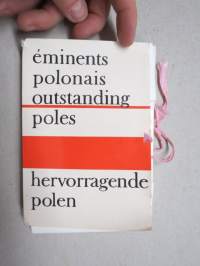 éminents
polonais
outstanding
poles
hervorragende
polen